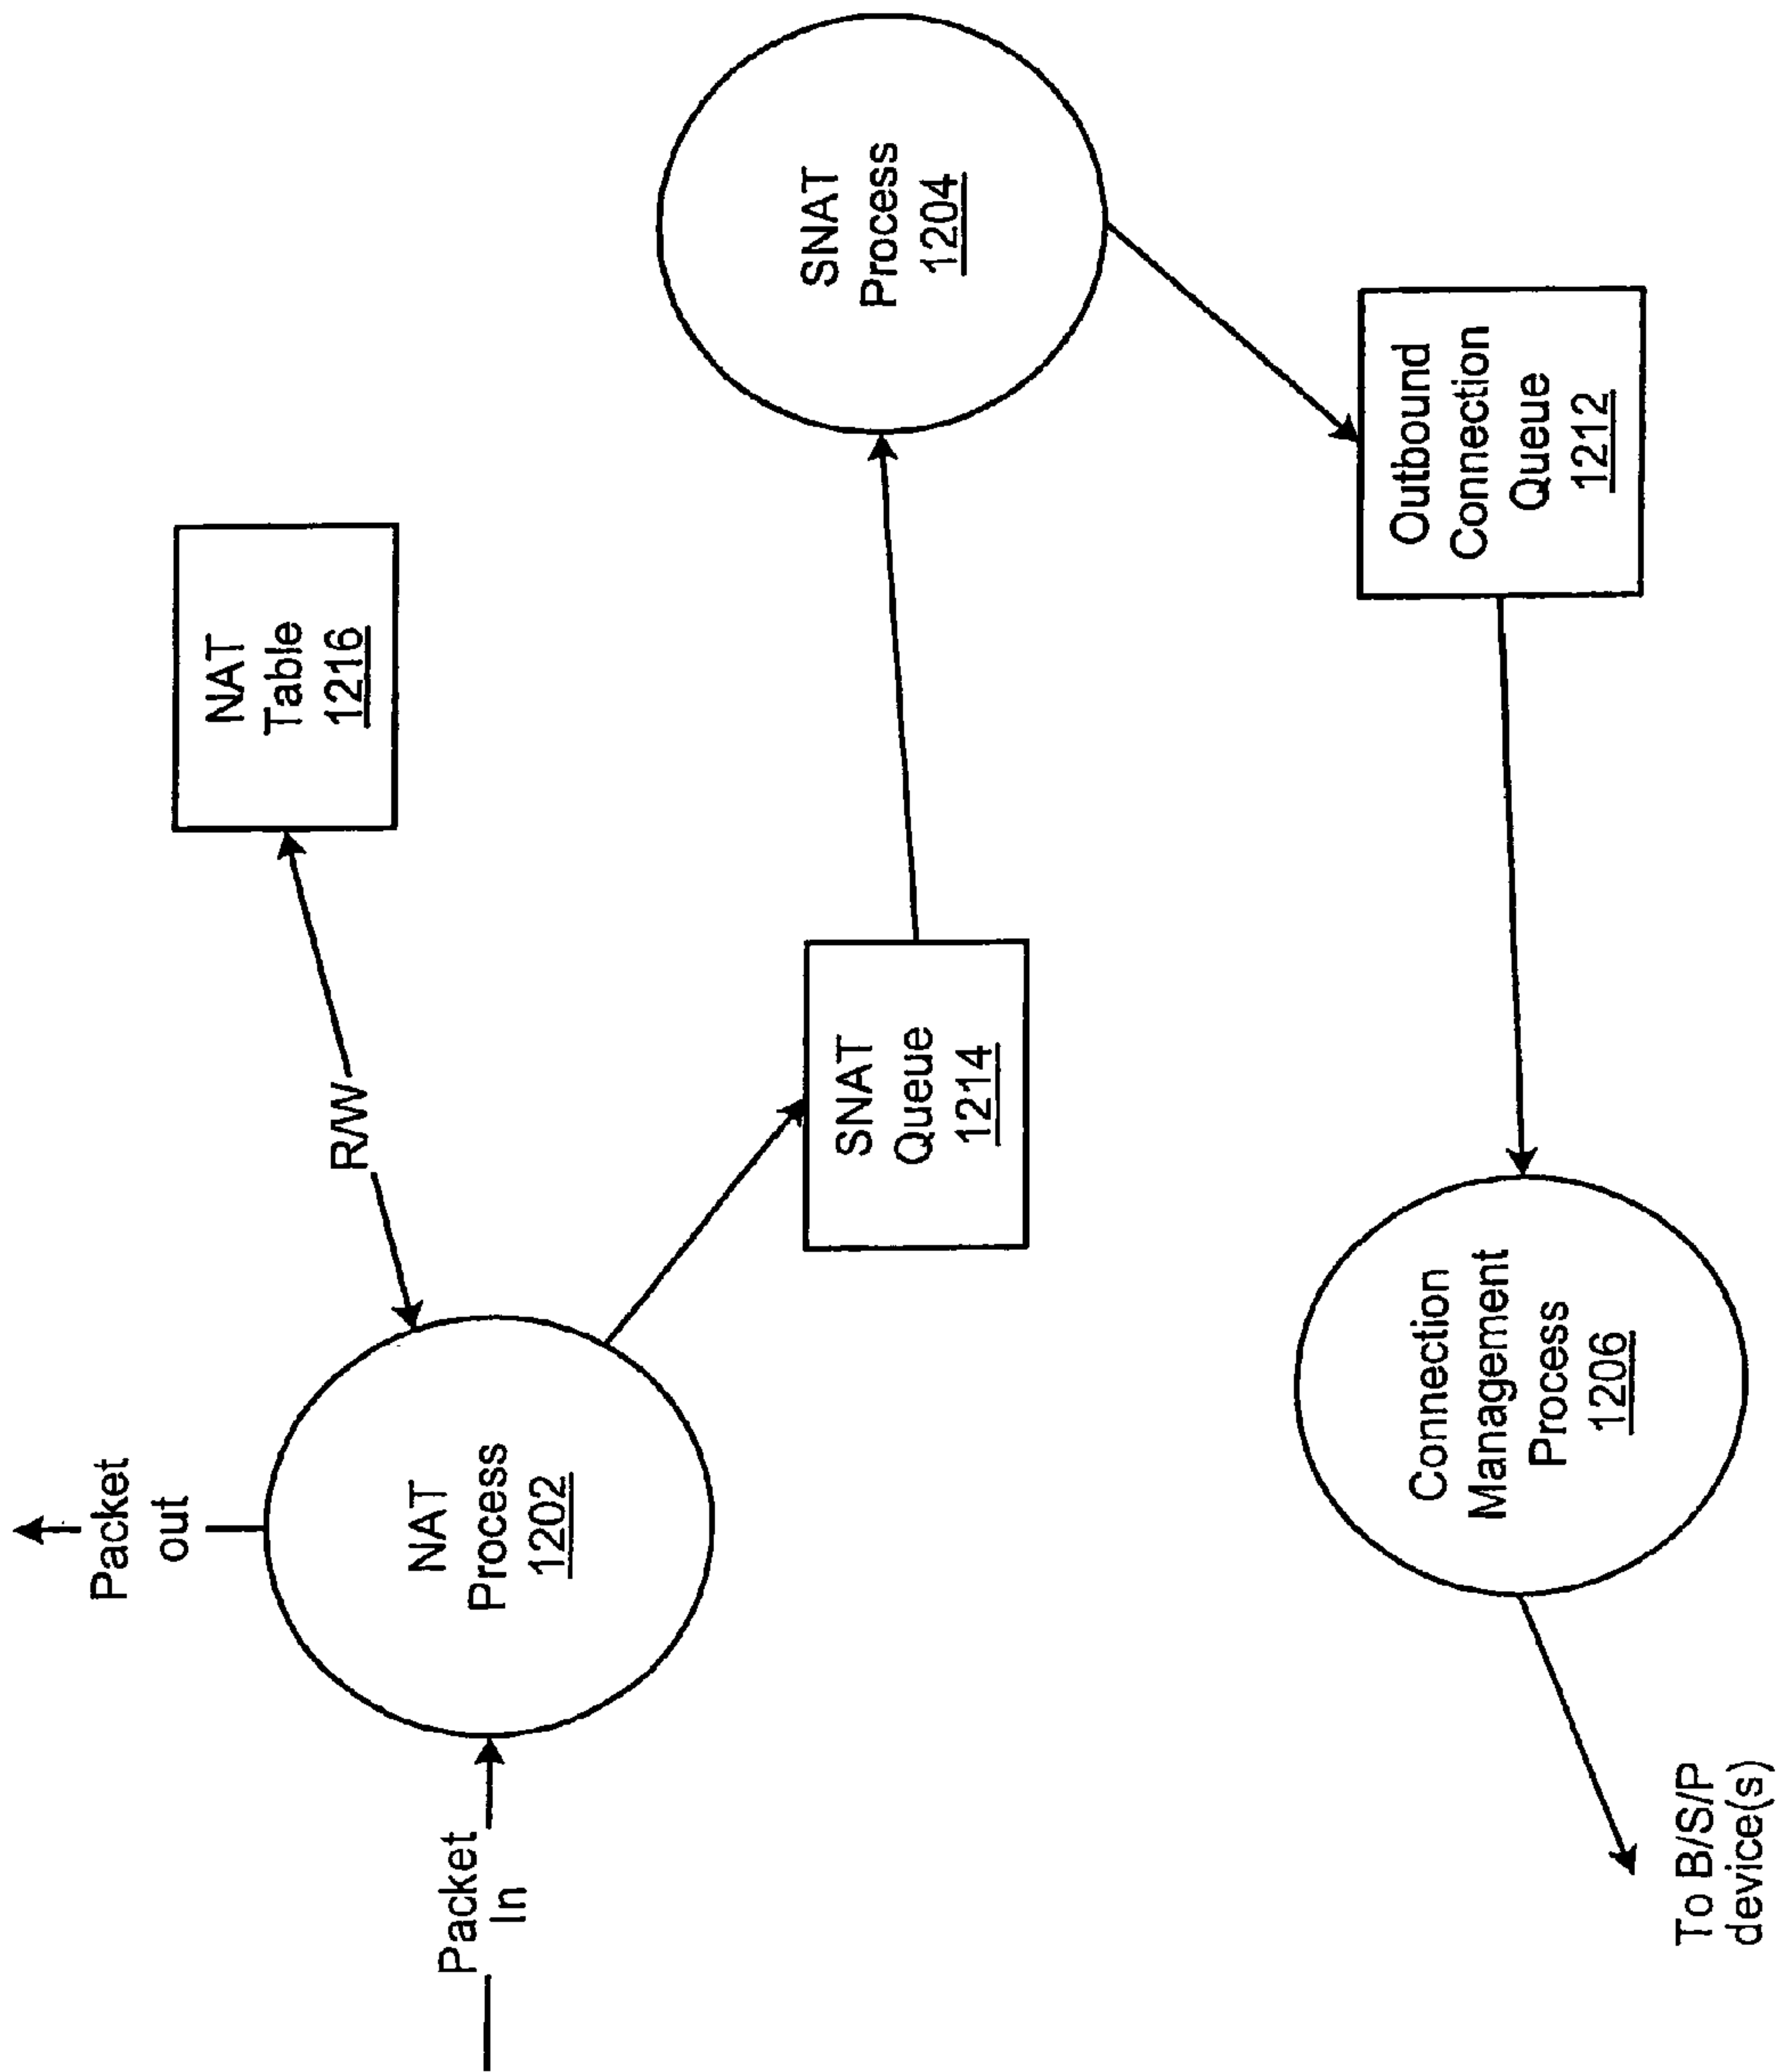 Packet
out
Packet
In
NAT
Process
1202
R/W
NAT
Table
1216
SNAT
Queue
1214
SNAT
Process
1204
Outbound
Connection
Queue
1212
Connection
Management
Process
1206
To B/S/P
device(s)